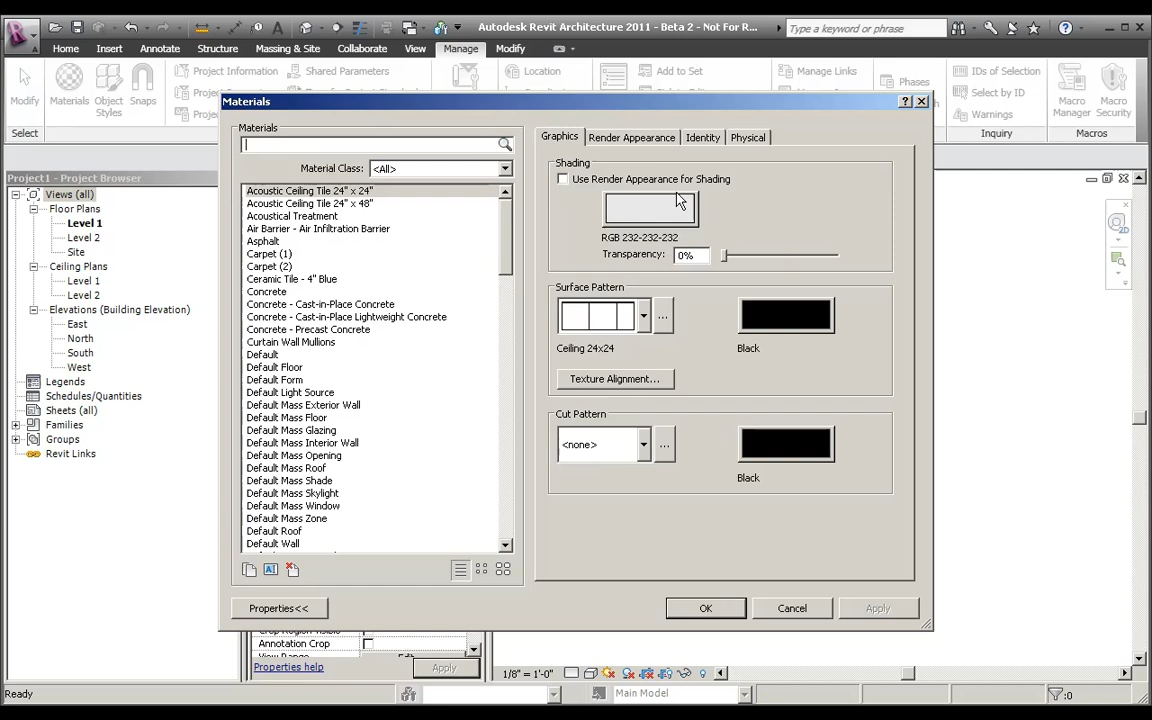 Autodesk Revit Architecture 2011 - Beta 2 - Not For R...
Type a keyword or phrase
Home Insert Annotate Structure Massing & Site Collaborate View Manage Modify
Modify
Materials
Object Styles
Snaps
Project Information
Shared Parameters
Location
Add to Set
Manage Links
Phases
IDs of Selection
Select by ID
Warnings
Macro Manager
Macro Security
Select
Inquiry
Macros
Project1 - Project Browser
Views (all)
Floor Plans
Level 1
Level 2
Site
Ceiling Plans
Level 1
Level 2
Elevations (Building Elevation)
East
North
South
West
Legends
Schedules/Quantities
Sheets (all)
Families
Groups
Revit Links
Materials
Materials
Material Class: <All>
Acoustic Ceiling Tile 24" x 24"
Acoustic Ceiling Tile 24" x 48"
Acoustical Treatment
Air Barrier - Air Infiltration Barrier
Asphalt
Carpet (1)
Carpet (2)
Ceramic Tile - 4" Blue
Concrete
Concrete - Cast-in-Place Concrete
Concrete - Cast-in-Place Lightweight Concrete
Concrete - Precast Concrete
Curtain Wall Mullions
Default
Default Floor
Default Form
Default Light Source
Default Mass Exterior Wall
Default Mass Floor
Default Mass Glazing
Default Mass Interior Wall
Default Mass Opening
Default Mass Roof
Default Mass Shade
Default Mass Skylight
Default Mass Window
Default Mass Zone
Default Roof
Default Wall
Properties<<
Graphics Render Appearance Identity Physical
Shading
Use Render Appearance for Shading
RGB 232-232-232
Transparency: 0%
Surface Pattern
Ceiling 24x24
Black
Texture Alignment...
Cut Pattern
<none>
Black
OK Cancel Apply
Annotation Crop
Properties help
Apply
1/8" = 1'-0"
Ready
Main Model
:0